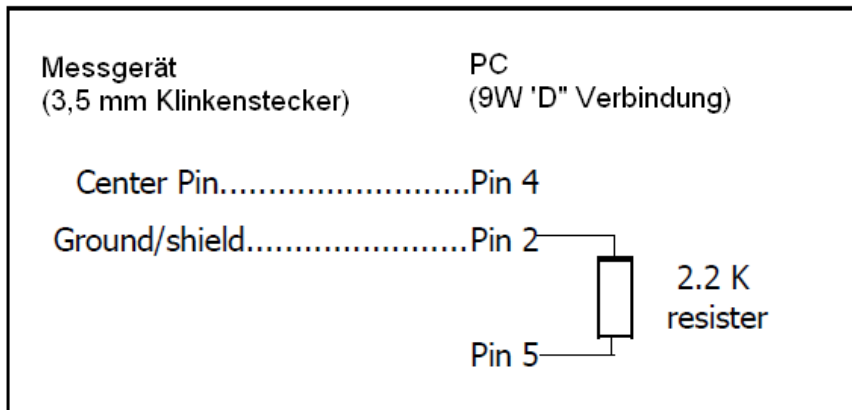 Messgerät PC
(3,5 mm Klinkenstecker) (9W 'D" Verbindung)
Center Pin..........................Pin 4
Ground/shield.......................Pin 2
2.2 K
resister
Pin 5